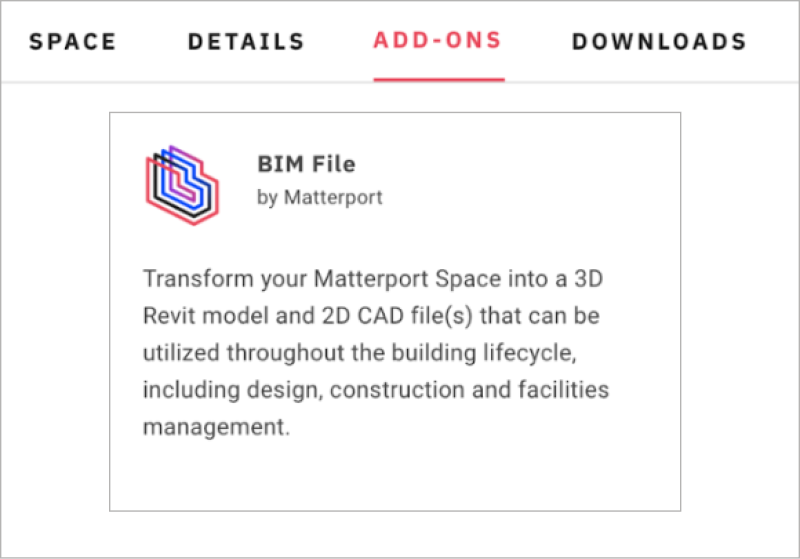 SPACE DETAILS ADD-ONS DOWNLOADS
BIM File
by Matterport
Transform your Matterport Space into a 3D
Revit model and 2D CAD file(s) that can be
utilized throughout the building lifecycle,
including design, construction and facilities
management.